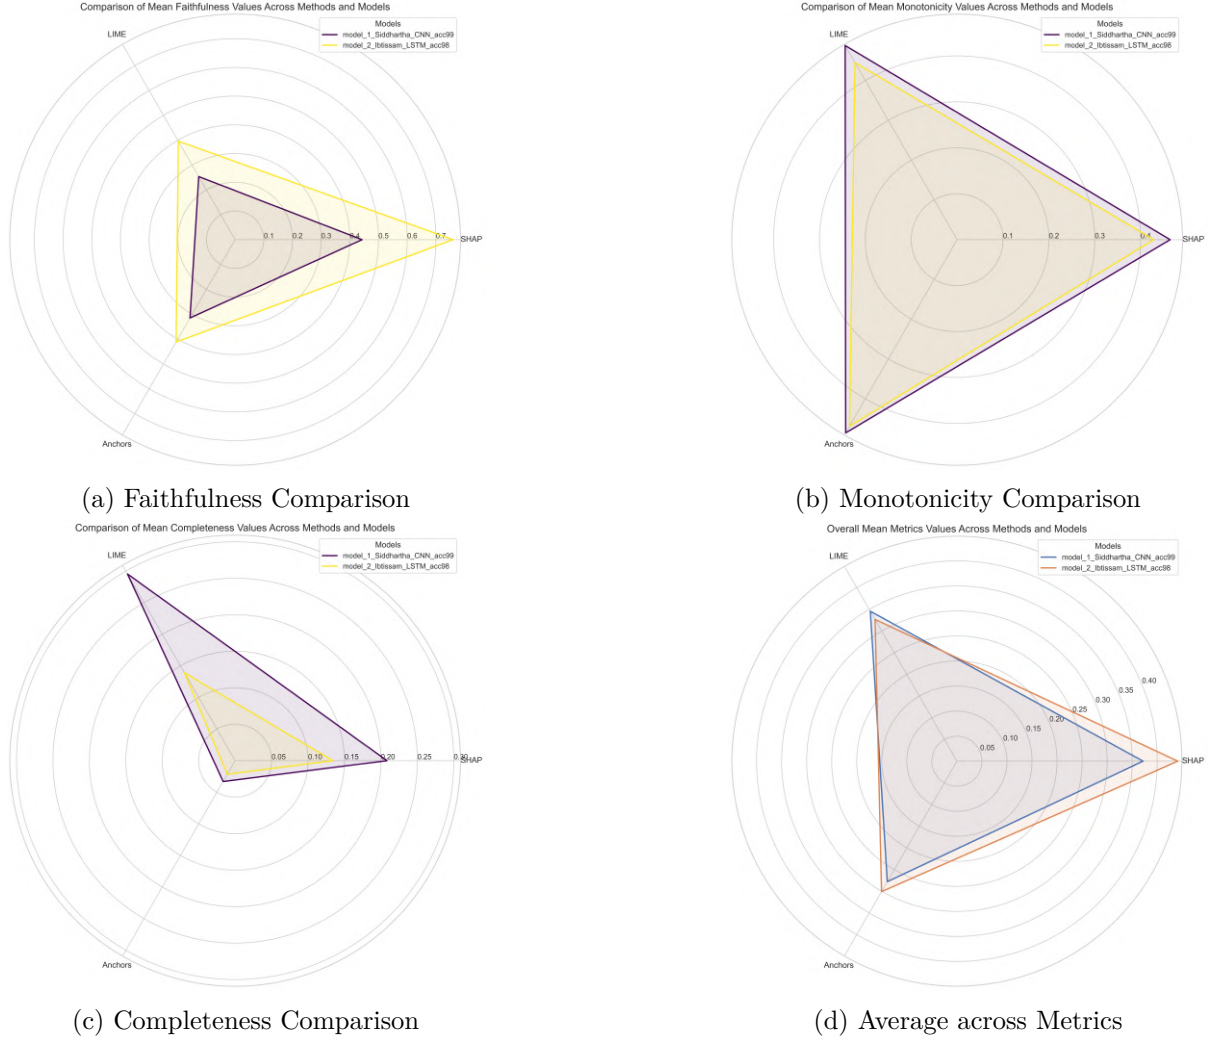 Comparison of Mean Faithfulness Values Across Methods and Models
Models
model_1_Siddhartha_CNN_acc99
model_2_Ibtissam_LSTM_acc98
LIME
0.1 0.2 0.3 0.4 0.5 0.6 0.7
SHAP
Anchors
(a) Faithfulness Comparison
Comparison of Mean Monotonicity Values Across Methods and Models
Models
model_1_Siddhartha_CNN_acc99
model_2_Ibtissam_LSTM_acc98
LIME
0.1 0.2 0.3 0.4
SHAP
Anchors
(b) Monotonicity Comparison
Comparison of Mean Completeness Values Across Methods and Models
Models
model_1_Siddhartha_CNN_acc99
model_2_Ibtissam_LSTM_acc98
LIME
0.05 0.10 0.15 0.20 0.25 0.30
SHAP
Anchors
(c) Completeness Comparison
Overall Mean Metrics Values Across Methods and Models
Models
model_1_Siddhartha_CNN_acc99
model_2_Ibtissam_LSTM_acc98
LIME
0.05 0.10 0.15 0.20 0.25 0.30 0.35 0.40
SHAP
Anchors
(d) Average across Metrics